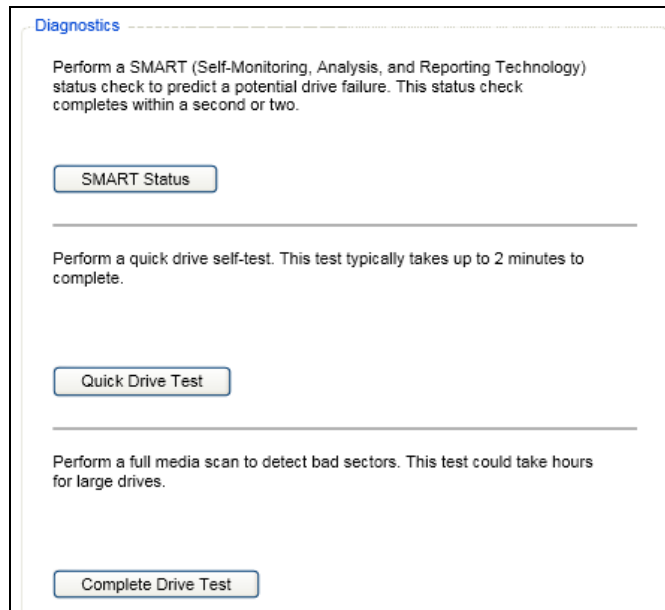 Diagnostics
Perform a SMART (Self-Monitoring, Analysis, and Reporting Technology)
status check to predict a potential drive failure. This status check
completes within a second or two.
SMART Status
Perform a quick drive self-test. This test typically takes up to 2 minutes to
complete.
Quick Drive Test
Perform a full media scan to detect bad sectors. This test could take hours
for large drives.
Complete Drive Test